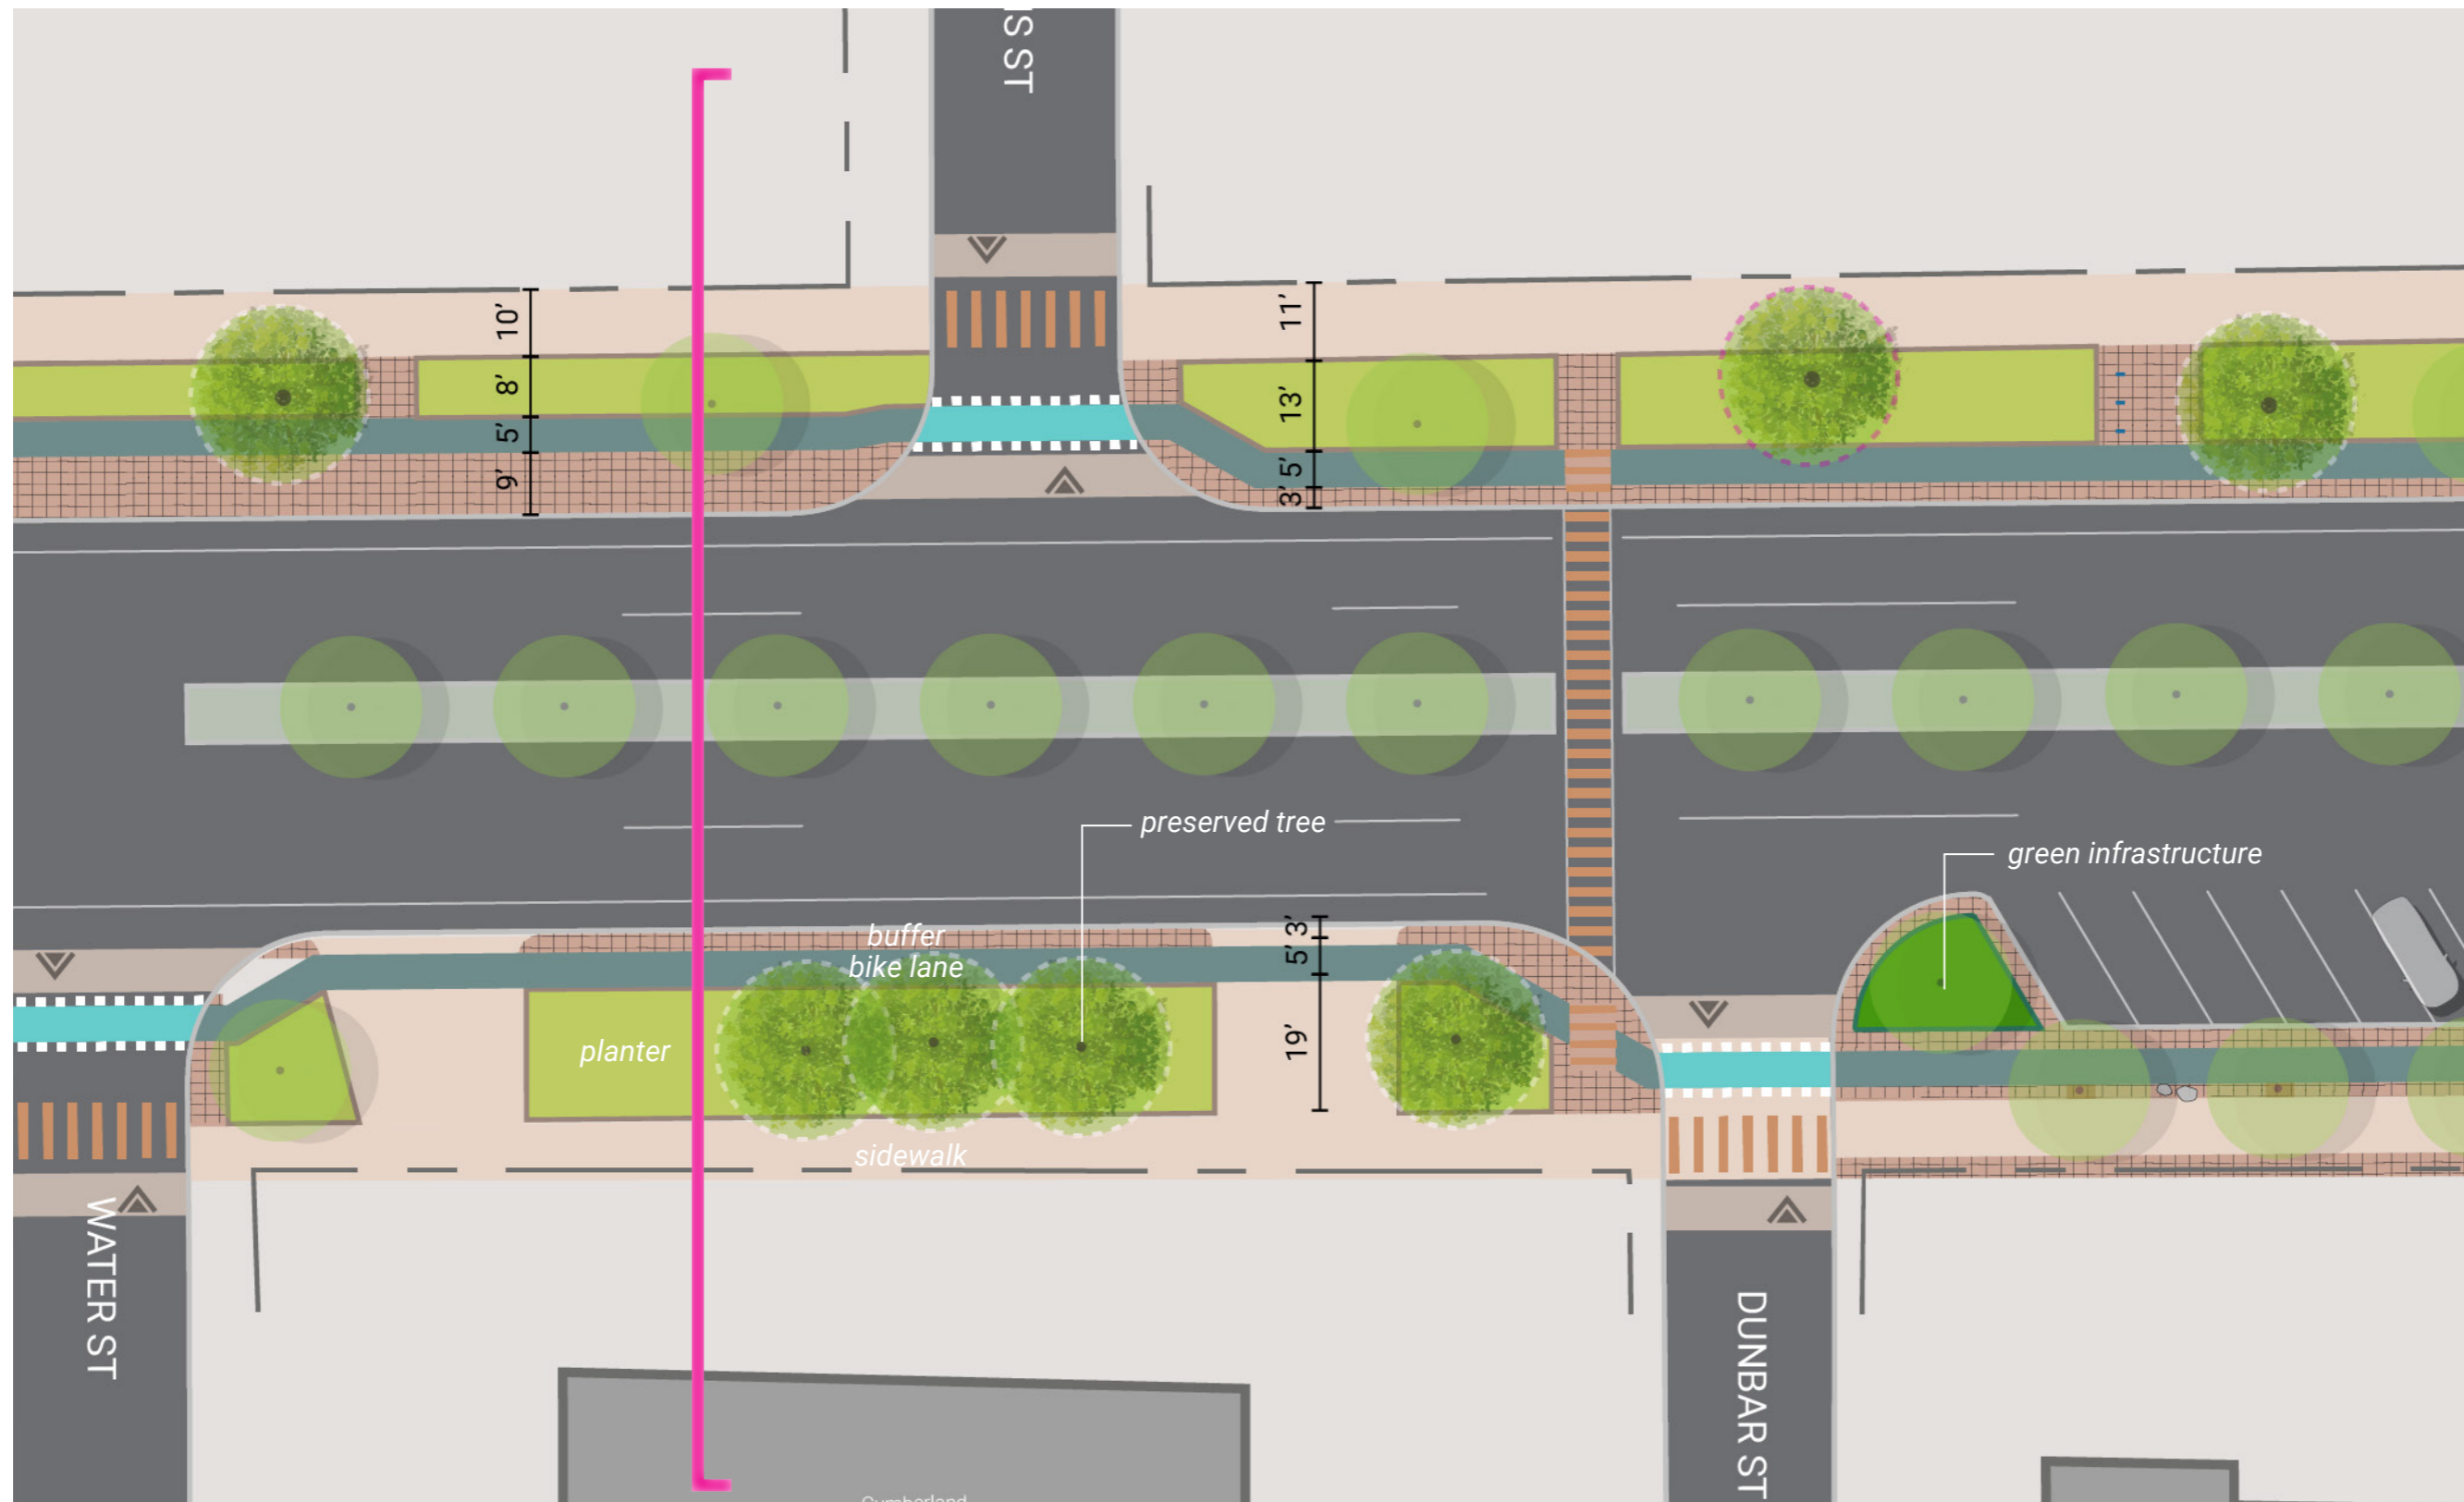 S ST
10’
8’
5’
9’
11’
13’
5’
3’
preserved tree
green infrastructure
buffer
bike lane
3’
5’
19’
planter
sidewalk
WATER ST
DUNBAR ST